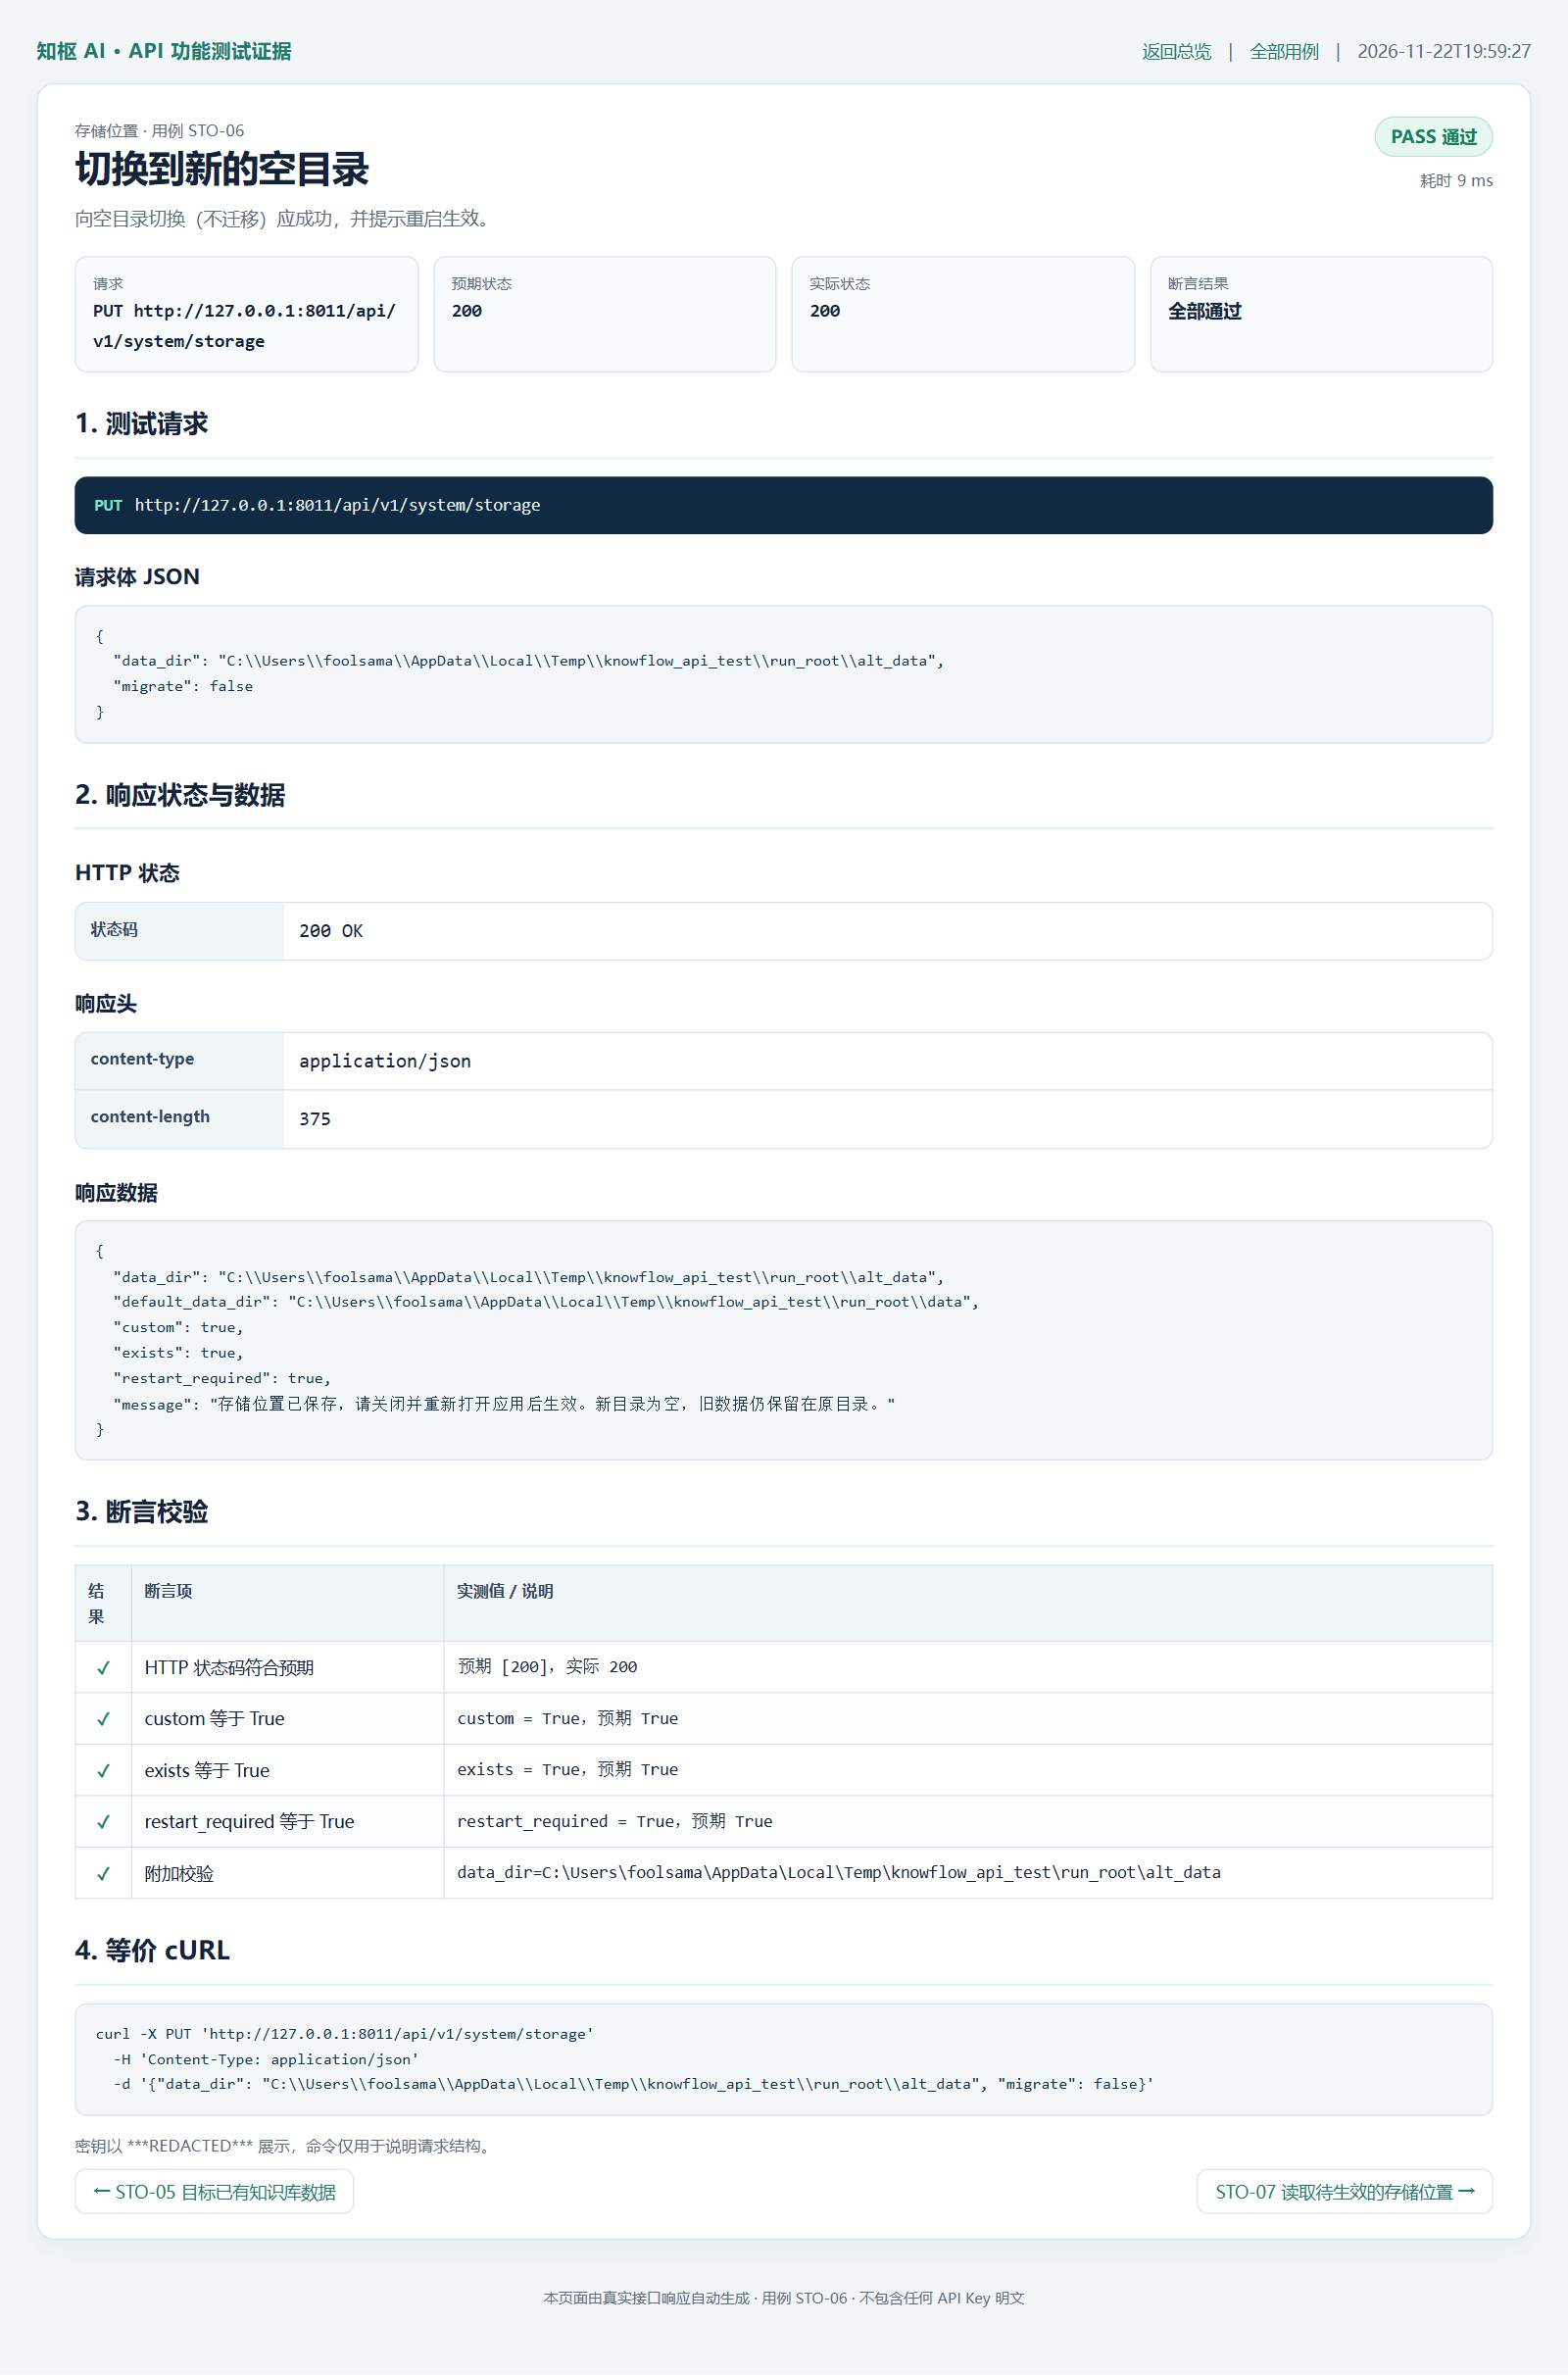 知枢 AI • API 功能测试证据
返回总览 | 全部用例 | 2026-11-22T19:59:27
存储位置 · 用例 STO-06
切换到新的空目录
PASS 通过
耗时 9 ms
向空目录切换（不迁移）应成功，并提示重启生效。
请求
PUT http://127.0.0.1:8011/api/
v1/system/storage
预期状态
200
实际状态
200
断言结果
全部通过
1. 测试请求
PUT http://127.0.0.1:8011/api/v1/system/storage
请求体 JSON
{
  "data_dir": "C:\\Users\\foolsama\\AppData\\Local\\Temp\\knowflow_api_test\\run_root\\alt_data",
  "migrate": false
}
2. 响应状态与数据
HTTP 状态
状态码 200 OK
响应头
content-type application/json
content-length 375
响应数据
{
  "data_dir": "C:\\Users\\foolsama\\AppData\\Local\\Temp\\knowflow_api_test\\run_root\\alt_data",
  "default_data_dir": "C:\\Users\\foolsama\\AppData\\Local\\Temp\\knowflow_api_test\\run_root\\data",
  "custom": true,
  "exists": true,
  "restart_required": true,
  "message": "存储位置已保存，请关闭并重新打开应用后生效。新目录为空，旧数据仍保留在原目录。"
}
3. 断言校验
结果 断言项 实测值 / 说明
✓ HTTP 状态码符合预期 预期 [200]，实际 200
✓ custom 等于 True custom = True，预期 True
✓ exists 等于 True exists = True，预期 True
✓ restart_required 等于 True restart_required = True，预期 True
✓ 附加校验 data_dir=C:\Users\foolsama\AppData\Local\Temp\knowflow_api_test\run_root\alt_data
4. 等价 cURL
curl -X PUT 'http://127.0.0.1:8011/api/v1/system/storage'
  -H 'Content-Type: application/json'
  -d '{"data_dir": "C:\\Users\\foolsama\\AppData\\Local\\Temp\\knowflow_api_test\\run_root\\alt_data", "migrate": false}'
密钥以 ***REDACTED*** 展示，命令仅用于说明请求结构。
← STO-05 目标已有知识库数据
STO-07 读取待生效的存储位置 →
本页面由真实接口响应自动生成 · 用例 STO-06 · 不包含任何 API Key 明文